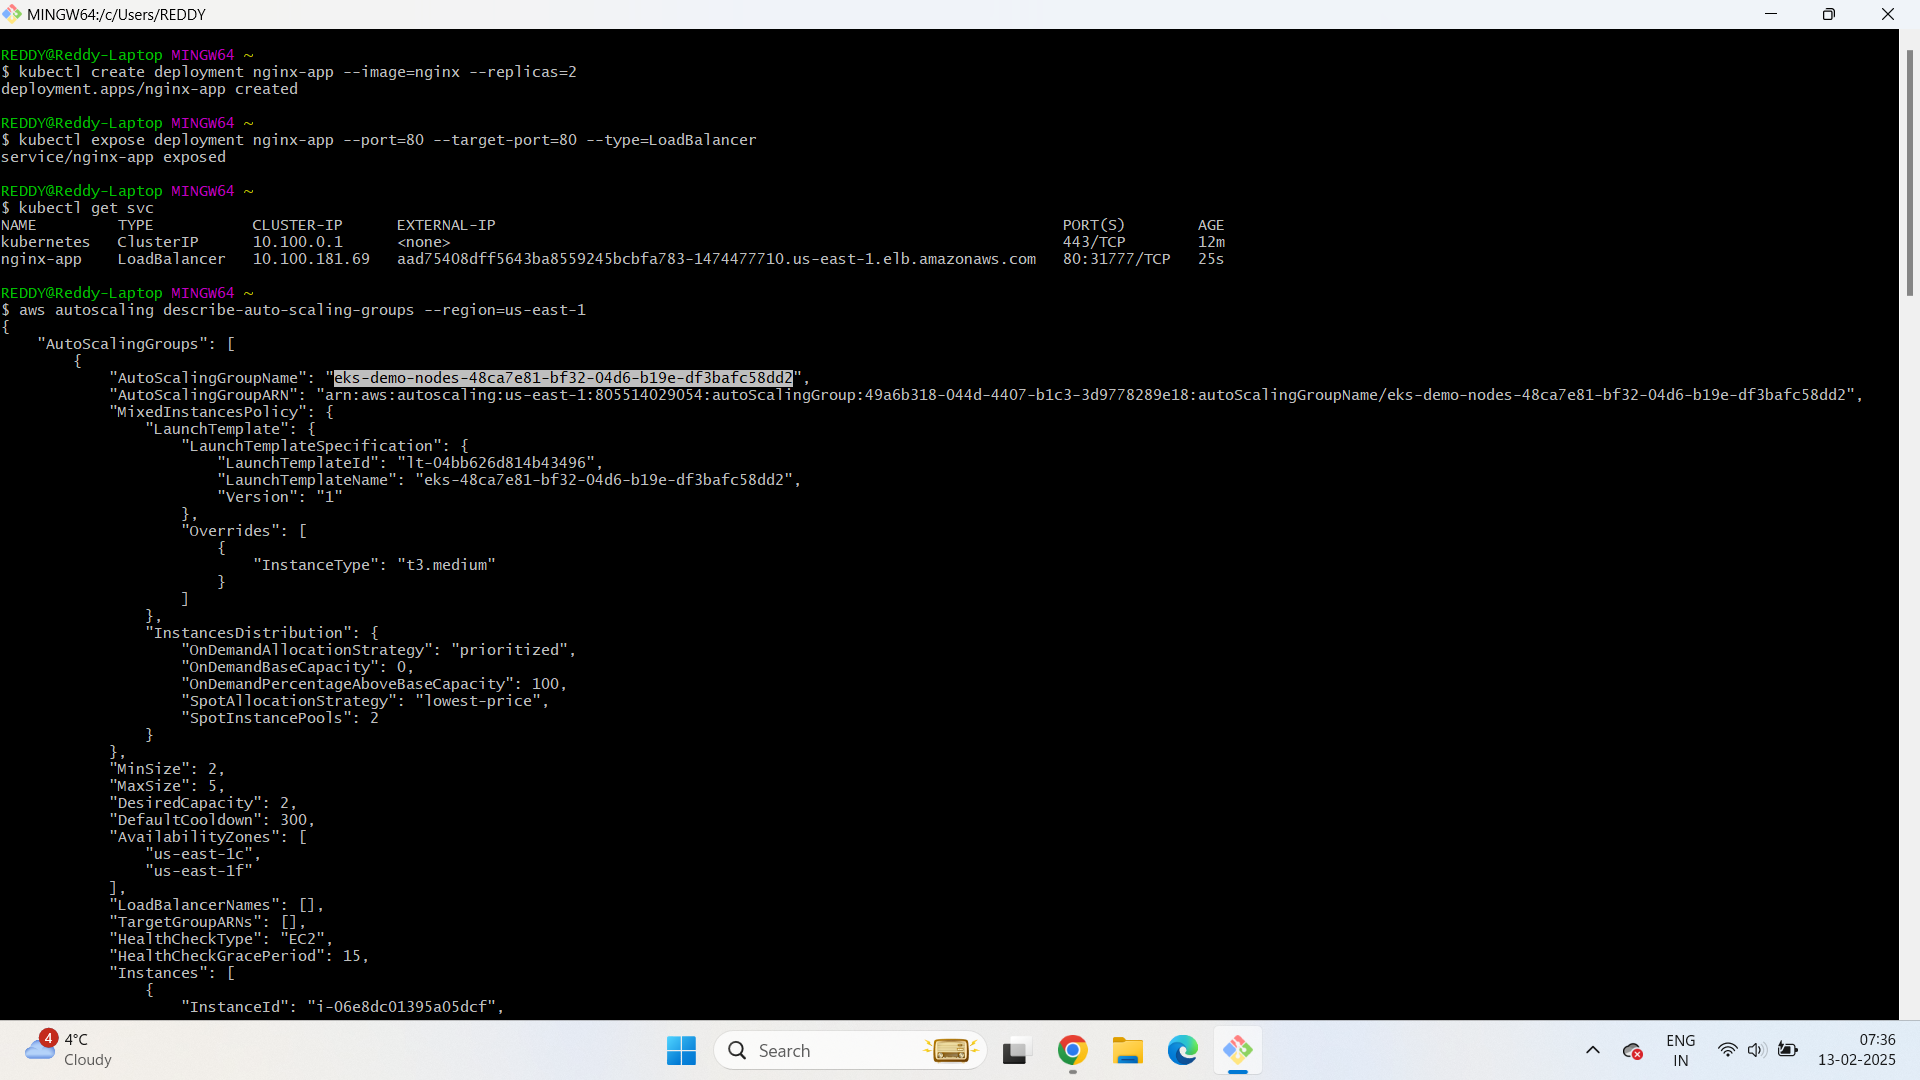 MINGW64:/c/Users/REDDY
REDDY@Reddy-Laptop MINGW64 ~
$ kubectl create deployment nginx-app --image=nginx --replicas=2
deployment.apps/nginx-app created
REDDY@Reddy-Laptop MINGW64 ~
$ kubectl expose deployment nginx-app --port=80 --target-port=80 --type=LoadBalancer
service/nginx-app exposed
REDDY@Reddy-Laptop MINGW64 ~
$ kubectl get svc
NAME         TYPE           CLUSTER-IP      EXTERNAL-IP                                                               PORT(S)        AGE
kubernetes   ClusterIP      10.100.0.1      <none>                                                                    443/TCP        12m
nginx-app    LoadBalancer   10.100.181.69   aad75408dff5643ba8559245bcbfa783-1474477710.us-east-1.elb.amazonaws.com   80:31777/TCP   25s
REDDY@Reddy-Laptop MINGW64 ~
$ aws autoscaling describe-auto-scaling-groups --region=us-east-1
{
    "AutoScalingGroups": [
        {
            "AutoScalingGroupName": "eks-demo-nodes-48ca7e81-bf32-04d6-b19e-df3bafc58dd2",
            "AutoScalingGroupARN": "arn:aws:autoscaling:us-east-1:805514029054:autoScalingGroup:49a6b318-044d-4407-b1c3-3d9778289e18:autoScalingGroupName/eks-demo-nodes-48ca7e81-bf32-04d6-b19e-df3bafc58dd2",
            "MixedInstancesPolicy": {
                "LaunchTemplate": {
                    "LaunchTemplateSpecification": {
                        "LaunchTemplateId": "lt-04bb626d814b43496",
                        "LaunchTemplateName": "eks-48ca7e81-bf32-04d6-b19e-df3bafc58dd2",
                        "Version": "1"
                    },
                    "Overrides": [
                        {
                            "InstanceType": "t3.medium"
                        }
                    ]
                },
                "InstancesDistribution": {
                    "OnDemandAllocationStrategy": "prioritized",
                    "OnDemandBaseCapacity": 0,
                    "OnDemandPercentageAboveBaseCapacity": 100,
                    "SpotAllocationStrategy": "lowest-price",
                    "SpotInstancePools": 2
                }
            },
            "MinSize": 2,
            "MaxSize": 5,
            "DesiredCapacity": 2,
            "DefaultCooldown": 300,
            "AvailabilityZones": [
                "us-east-1c",
                "us-east-1f"
            ],
            "LoadBalancerNames": [],
            "TargetGroupARNs": [],
            "HealthCheckType": "EC2",
            "HealthCheckGracePeriod": 15,
            "Instances": [
                {
                    "InstanceId": "i-06e8dc01395a05dcf",
4
4°C
Cloudy
Search
ENG
IN
07:36
13-02-2025